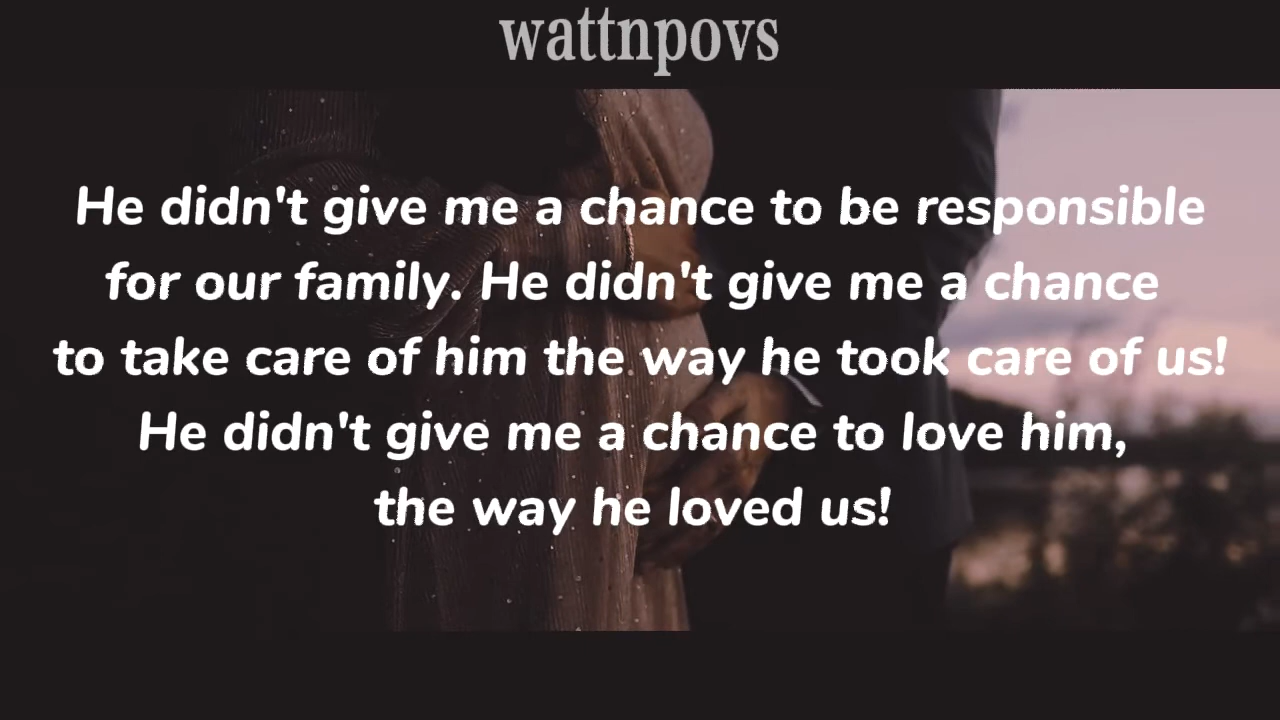 wattnpovs
He didn't give me a chance to be responsible
for our family. He didn't give me a chance
to take care of him the way he took care of us!
He didn't give me a chance to love him,
the way he loved us!